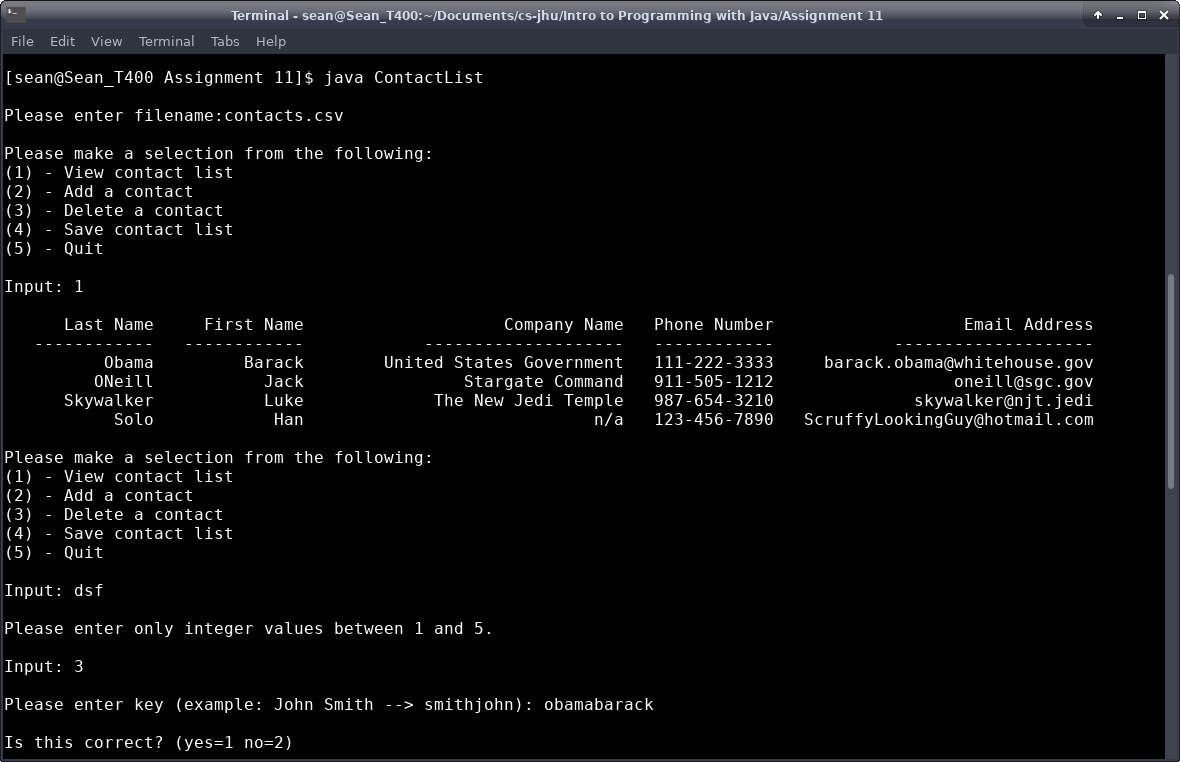 Terminal - sean@Sean_T400:~/Documents/cs-jhu/Intro to Programming with Java/Assignment 11
File Edit View Terminal Tabs Help
[sean@Sean_T400 Assignment 11]$ java ContactList
Please enter filename:contacts.csv
Please make a selection from the following:
(1) - View contact list
(2) - Add a contact
(3) - Delete a contact
(4) - Save contact list
(5) - Quit
Input: 1
Last Name First Name Company Name Phone Number Email Address
------------ ------------ -------------------- ------------ --------------------
Obama Barack United States Government 111-222-3333 barack.obama@whitehouse.gov
ONeill Jack Stargate Command 911-505-1212 oneill@sgc.gov
Skywalker Luke The New Jedi Temple 987-654-3210 skywalker@njt.jedi
Solo Han n/a 123-456-7890 ScruffyLookingGuy@hotmail.com
Please make a selection from the following:
(1) - View contact list
(2) - Add a contact
(3) - Delete a contact
(4) - Save contact list
(5) - Quit
Input: dsf
Please enter only integer values between 1 and 5.
Input: 3
Please enter key (example: John Smith --> smithjohn): obamabarack
Is this correct? (yes=1 no=2)